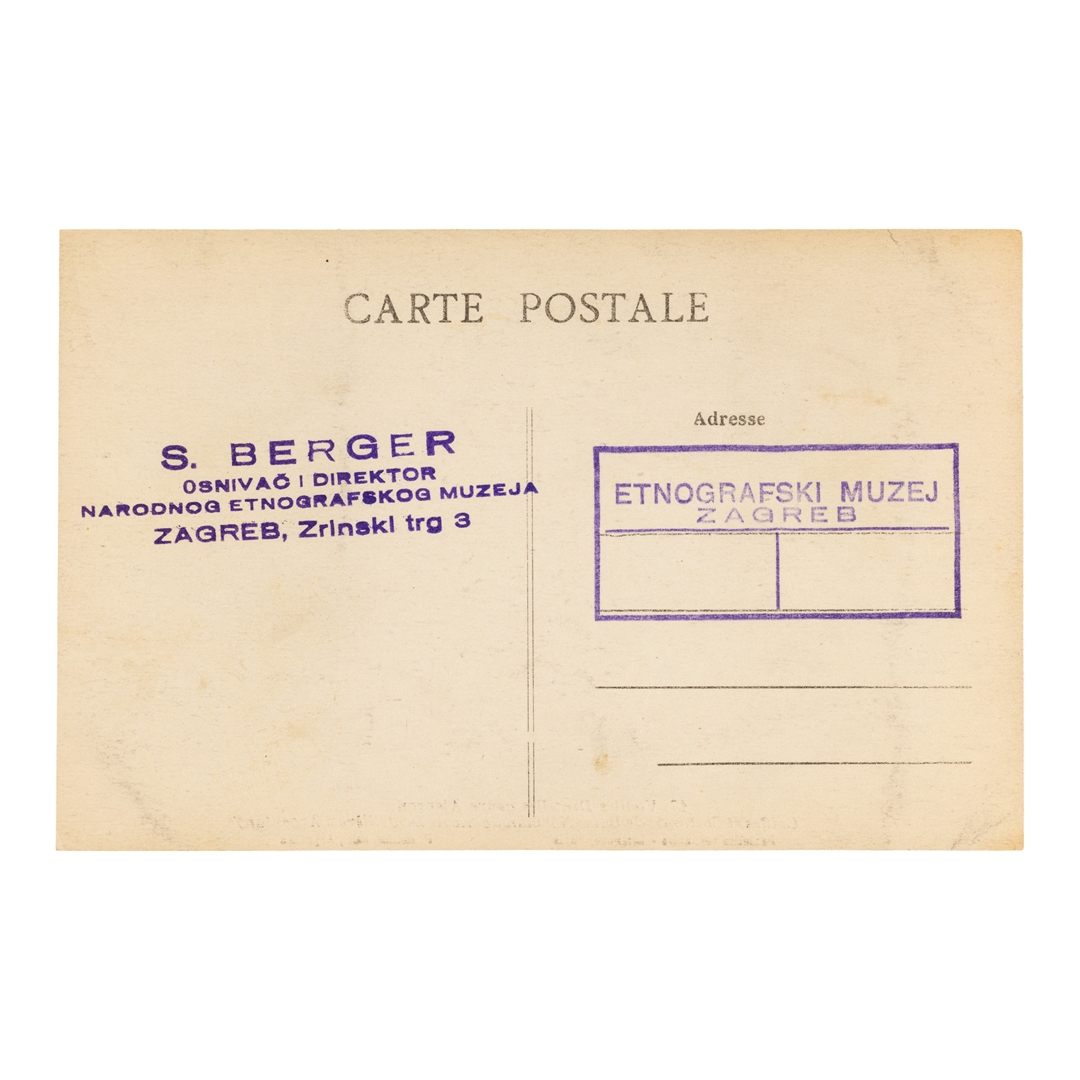 CARTE POSTALE
S. BERGER
OSNIVAČ I DIREKTOR
NARODNOG ETNOGRAFSKOG MUZEJA
ZAGREB, Zrinski trg 3
Adresse
ETNOGRAFSKI MUZEJ
ZAGREB